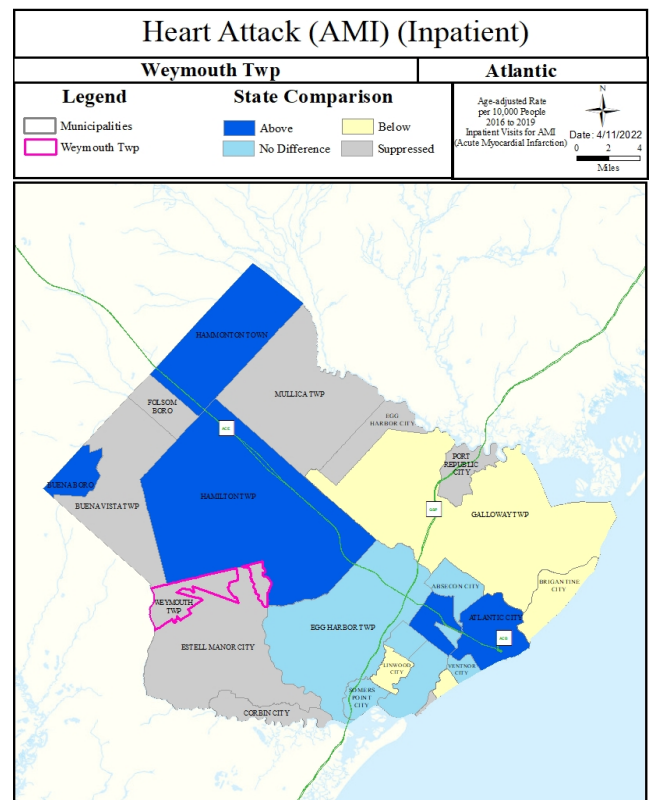 Heart Attack (AMI) (Inpatient)
Weymouth Twp
Atlantic
Legend
Municipalities
Weymouth Twp
State Comparison
Above
Below
No Difference
Suppressed
Age-adjusted Rate
per 10,000 People
2016 to 2019
Inpatient Visits for AMI
(Acute Myocardial Infarction)
N
Date: 4/11/2022
0 2 4
Miles
HAMMONTON TOWN
MULLICA TWP
FOLSOM
BORO
EGG
HARBOR CITY
ACE
PORT
REPUBLIC
CITY
BUENA BORO
HAMILTON TWP
BUENA VISTA TWP
GSP
GALLOWAY TWP
ABSECON CITY
BRIGANTINE
CITY
WEYMOUTH
TWP
ATLANTIC CITY
EGG HARBOR TWP
ACE
ESTELL MANOR CITY
LINWOOD
CITY
VENTNOR
CITY
SOMERS
POINT
CITY
CORBIN CITY